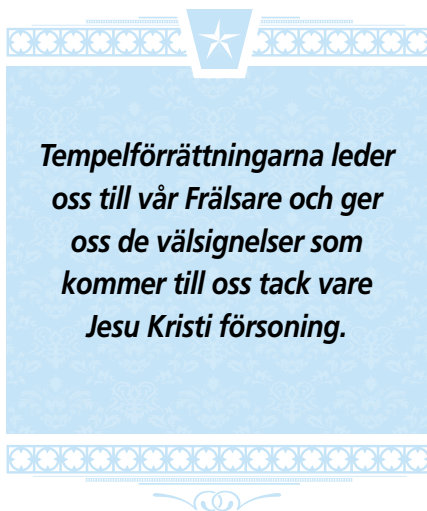 Tempelförrättningarna leder
oss till vår Frälsare och ger
oss de välsignelser som
kommer till oss tack vare
Jesu Kristi försoning.